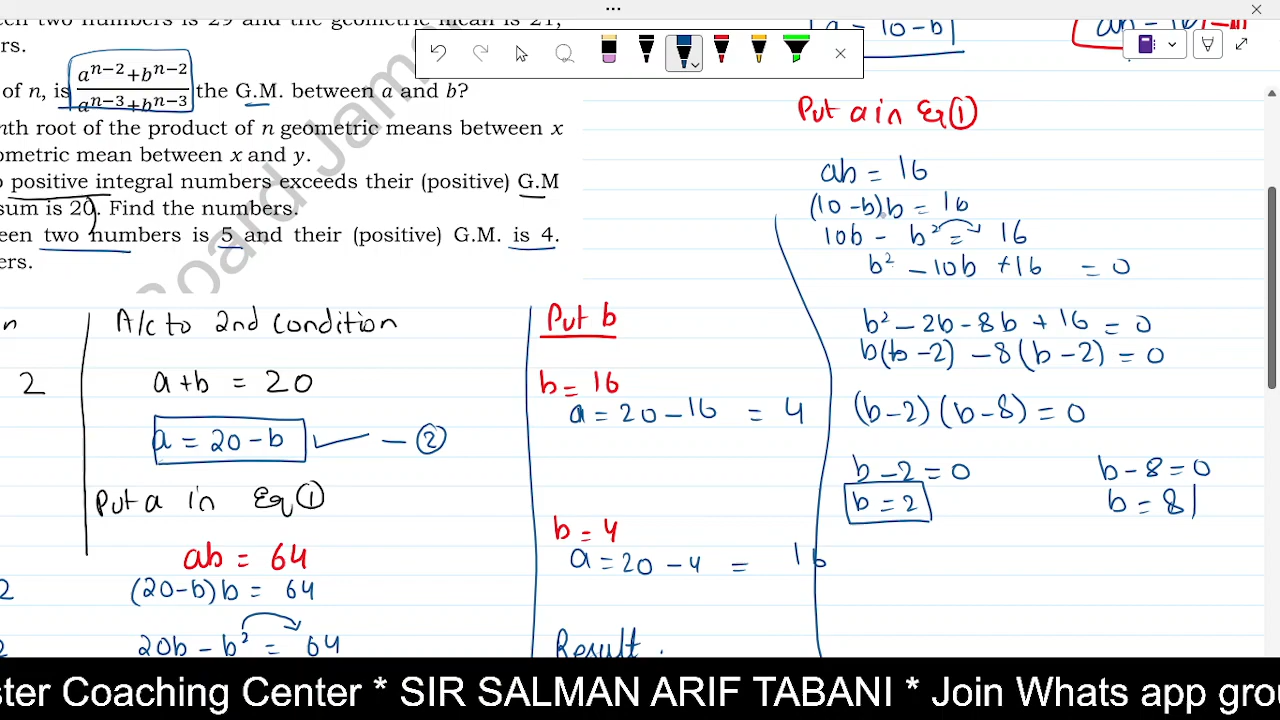 een two numbers is 29 and the geometric mean is 21,
ers.
of n, is a^{n-2}+b^{n-2} / a^{n-3}+b^{n-3} the G.M. between a and b?
nth root of the product of n geometric means between x
ometric mean between x and y.
o positive integral numbers exceeds their (positive) G.M
sum is 20. Find the numbers.
een two numbers is 5 and their (positive) G.M. is 4.
ers.
oard Jam
n
2
2
2
A/c to 2nd Condition
a+b = 20
a = 20-b — ②
Put a in Eq ①
ab = 64
(20-b)b = 64
20b - b² = 64
Put b
b = 16
a = 20 - 16 = 4
b = 4
a = 20 - 4 = 16
Result.
= 10-b
Put a in Eq ①
ab = 16
(10-b)b = 16
10b - b² = 16
b² - 10b + 16 = 0
b² - 2b - 8b + 16 = 0
b(b-2) -8(b-2) = 0
(b-2)(b-8) = 0
b-2=0 b-8=0
b = 2 b = 8
ster Coaching Center * SIR SALMAN ARIF TABANI * Join Whats app grou